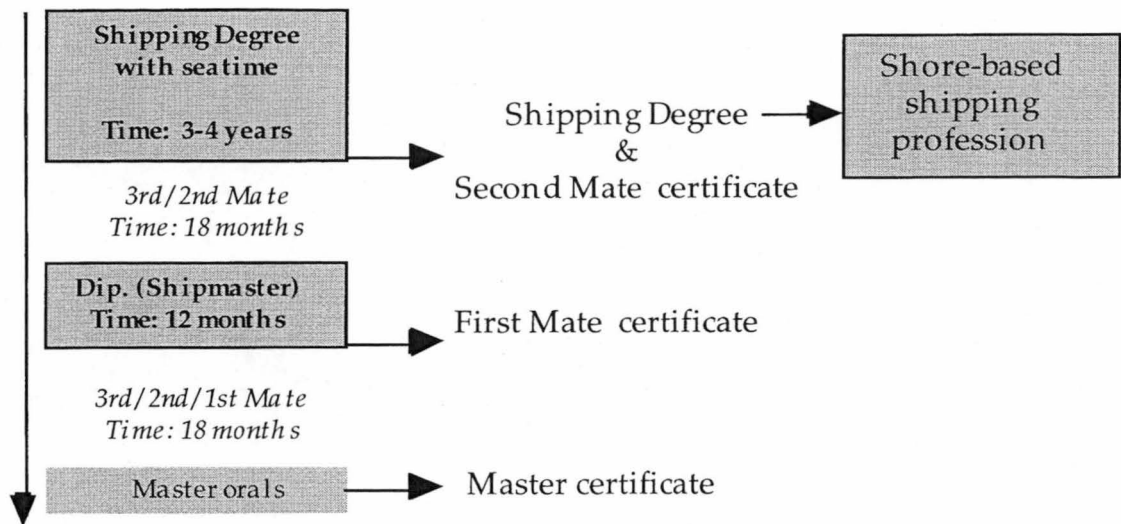 Shipping Degree
with seatime
Time: 3-4 years
Shipping Degree
&
Second Mate certificate
Shore-based
shipping
profession
3rd/2nd Mate
Time: 18 months
Dip. (Shipmaster)
Time: 12 months
First Mate certificate
3rd/2nd/1st Mate
Time: 18 months
Master orals
Master certificate